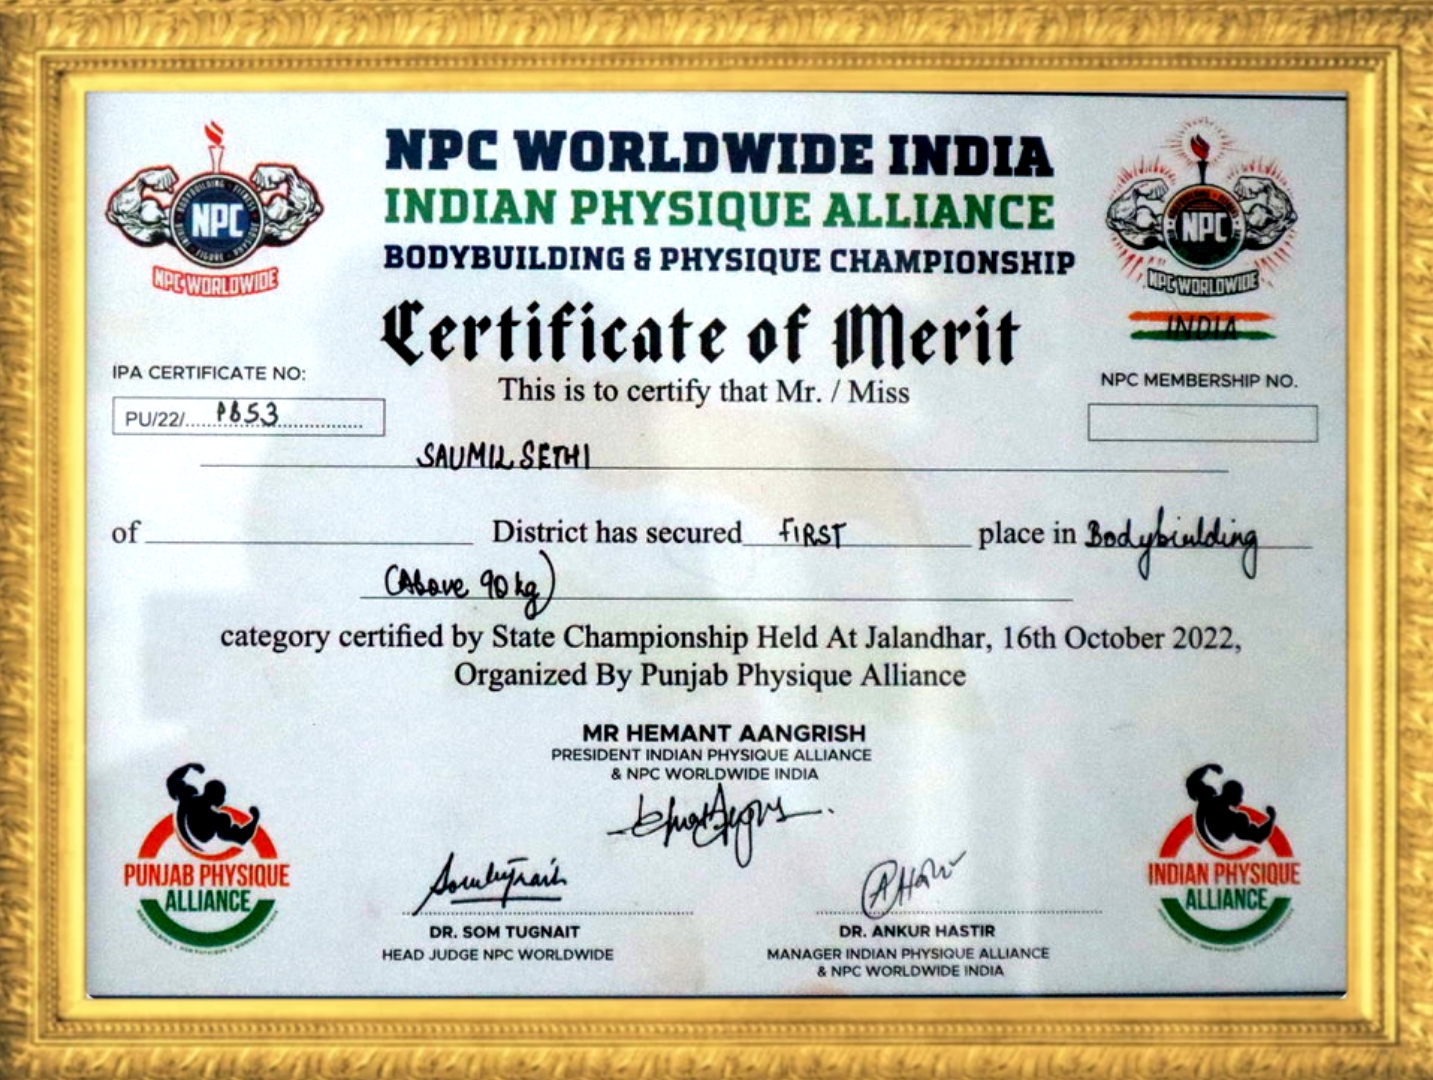 NPC WORLDWIDE INDIA
INDIAN PHYSIQUE ALLIANCE
BODYBUILDING & PHYSIQUE CHAMPIONSHIP
NPC
NPC WORLDWIDE
NPC
NPC WORLDWIDE
INDIA
Certificate of Merit
IPA CERTIFICATE NO:
PU/22/........PB53..................
NPC MEMBERSHIP NO.
This is to certify that Mr. / Miss
SAUMIL SETHI
of District has secured FIRST place in Bodybuilding
(Above 90 kg)
category certified by State Championship Held At Jalandhar, 16th October 2022,
Organized By Punjab Physique Alliance
MR HEMANT AANGRISH
PRESIDENT INDIAN PHYSIQUE ALLIANCE
& NPC WORLDWIDE INDIA
PUNJAB PHYSIQUE
ALLIANCE
INDIAN PHYSIQUE
ALLIANCE
DR. SOM TUGNAIT
HEAD JUDGE NPC WORLDWIDE
DR. ANKUR HASTIR
MANAGER INDIAN PHYSIQUE ALLIANCE
& NPC WORLDWIDE INDIA